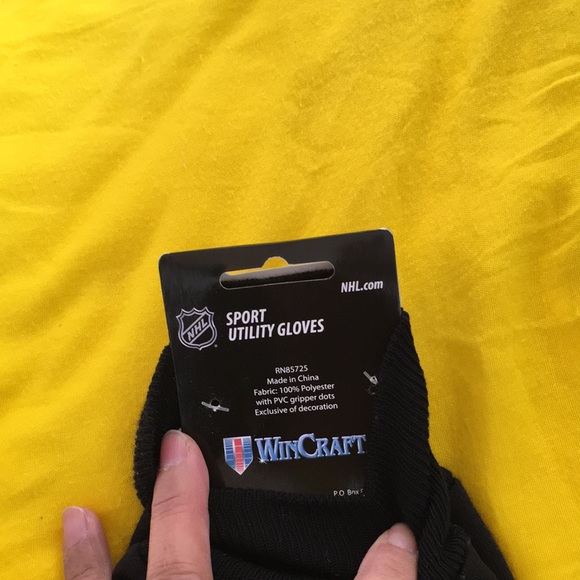 NHL.com
NHL
SPORT
UTILITY GLOVES
RN85725
Made in China
Fabric: 100% Polyester
with PVC gripper dots
Exclusive of decoration
WINCRAFT
P.O. Box